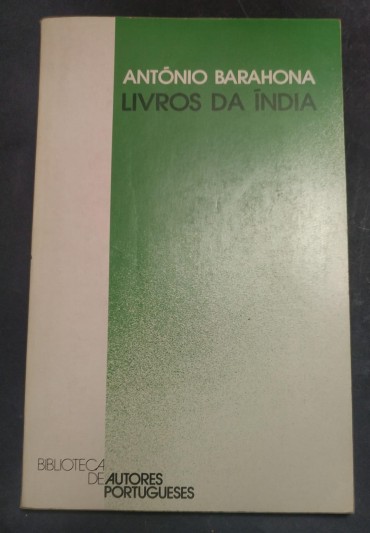 ANTÓNIO BARAHONA
LIVROS DA ÍNDIA
BIBLIOTECA
DE AUTORES
PORTUGUESES